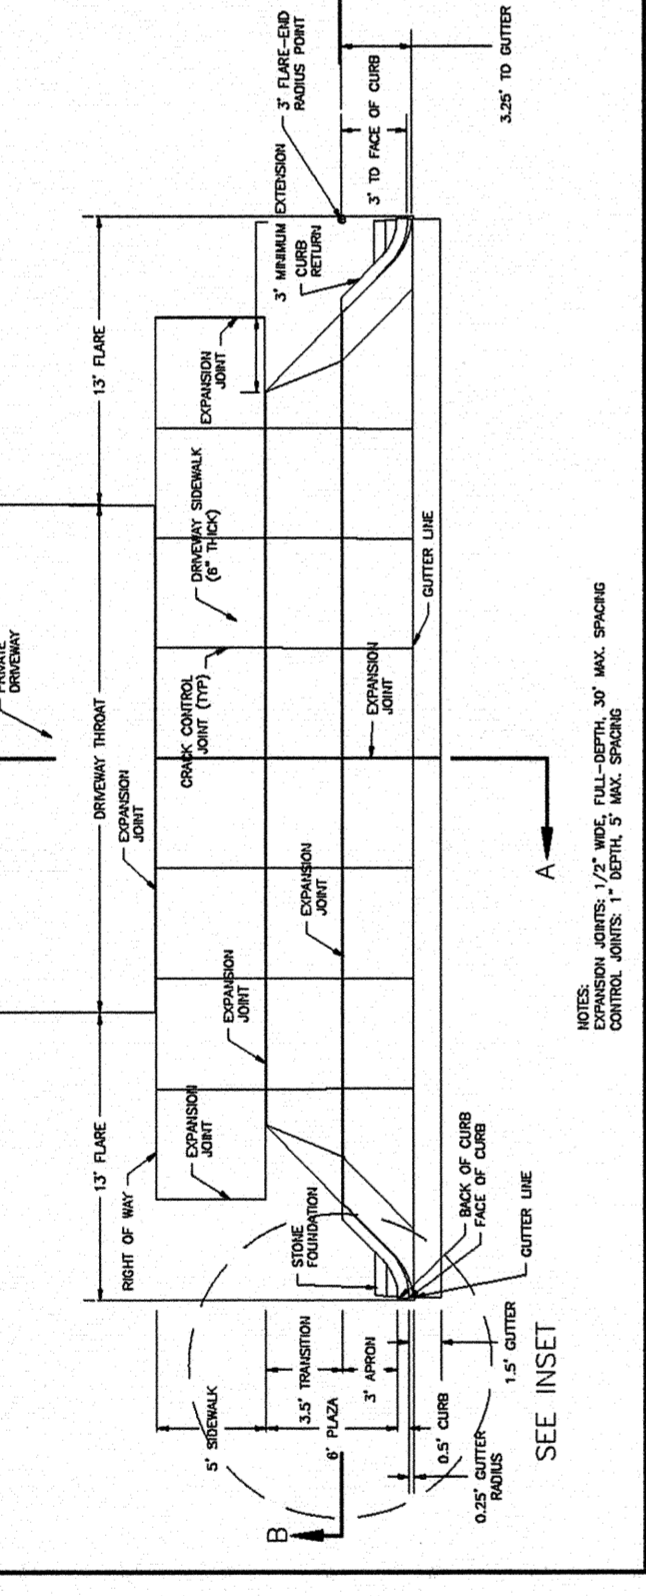 PRIVATE
DRIVEWAY
13' FLARE
DRIVEWAY THROAT
13' FLARE
RIGHT OF WAY
EXPANSION
JOINT
EXPANSION
JOINT
EXPANSION
JOINT
CRACK CONTROL
JOINT (TYP)
DRIVEWAY SIDEWALK
(6" THICK)
EXPANSION
JOINT
3' MINIMUM EXTENSION
CURB
RETURN
3' FLARE-END
RADIUS POINT
5' SIDEWALK
3.5' TRANSITION
6' PLAZA
3' APRON
STONE
FOUNDATION
EXPANSION
JOINT
EXPANSION
JOINT
GUTTER LINE
3' TO FACE OF CURB
3.25' TO GUTTER
B
0.5' CURB
0.25' GUTTER
RADIUS
1.5' GUTTER
BACK OF CURB
FACE OF CURB
GUTTER LINE
A
SEE INSET
NOTES:
EXPANSION JOINTS: 1/2" WIDE, FULL-DEPTH, 30' MAX. SPACING
CONTROL JOINTS: 1" DEPTH, 5' MAX. SPACING